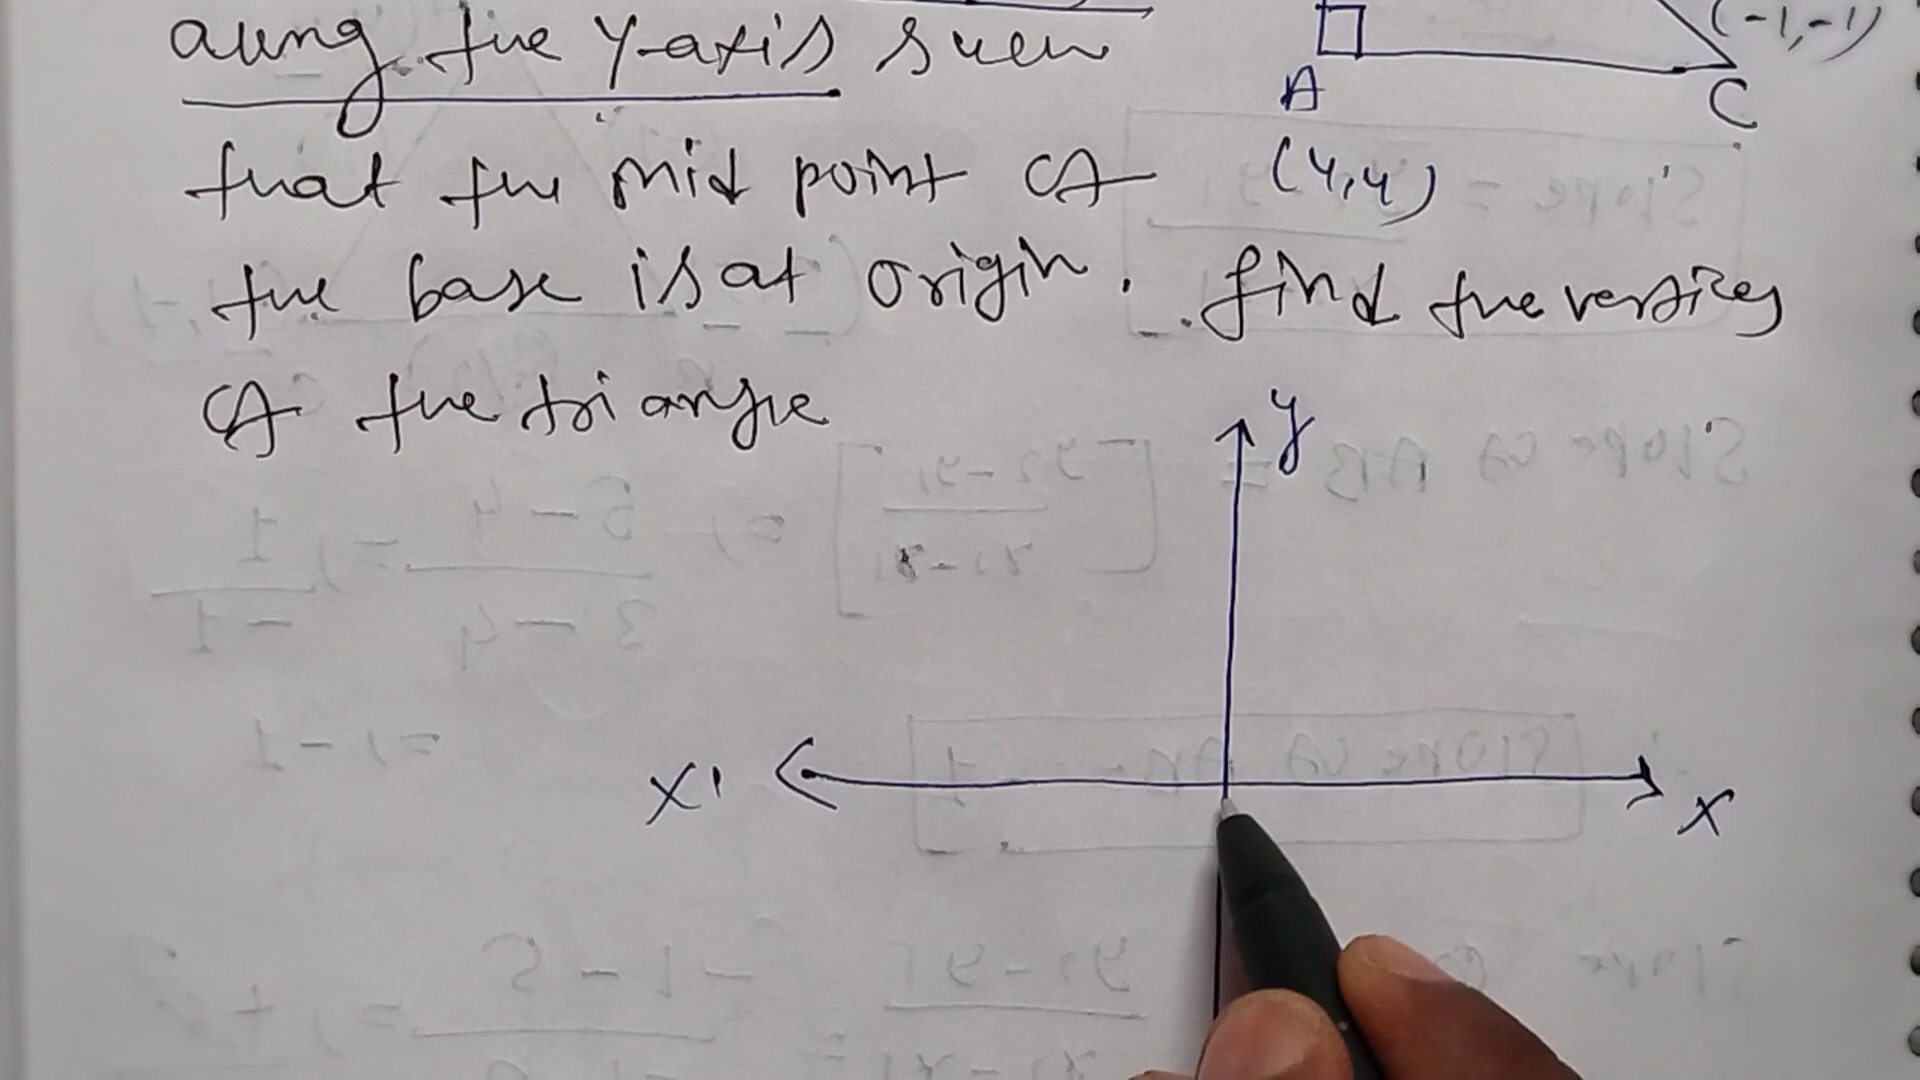 along the Y-axis such
that the mid point of
the base is at origin. find the vertices
of the triangle
(-1,-1)
A
C
(4,4)
y
X'
X